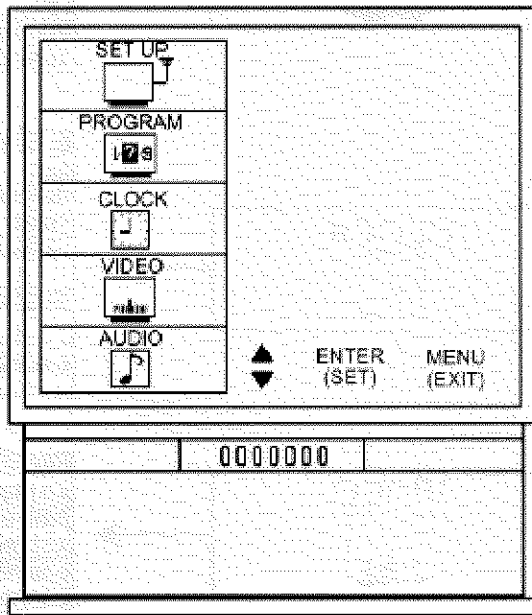 SET UP
PROGRAM
CLOCK
VIDEO
AUDIO
ENTER MENU
(SET) (EXIT)
0000000